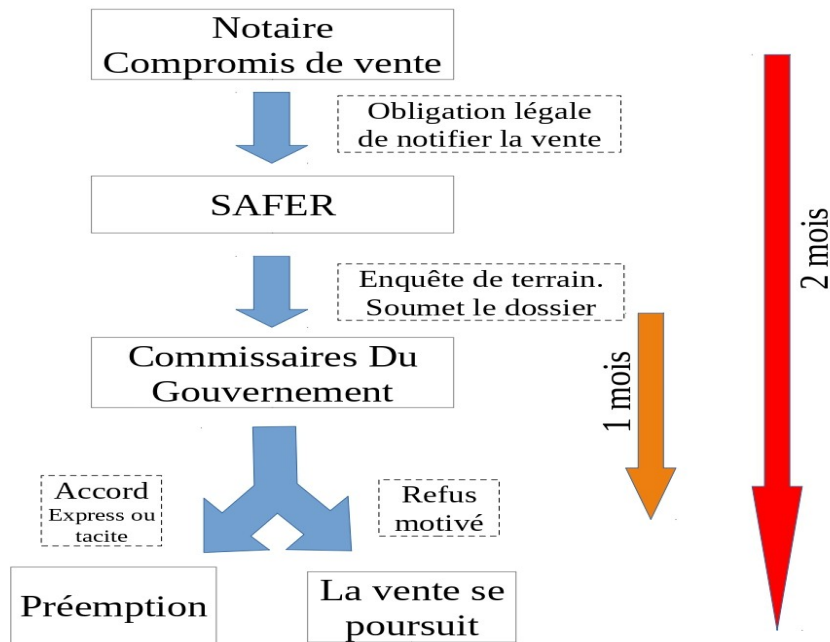 Notaire
Compromis de vente
Obligation légale
de notifier la vente
SAFER
Enquête de terrain.
Soumet le dossier
Commissaires Du
Gouvernement
Accord
Express ou
tacite
Refus
motivé
Préemption
La vente se
poursuit
1 mois
2 mois